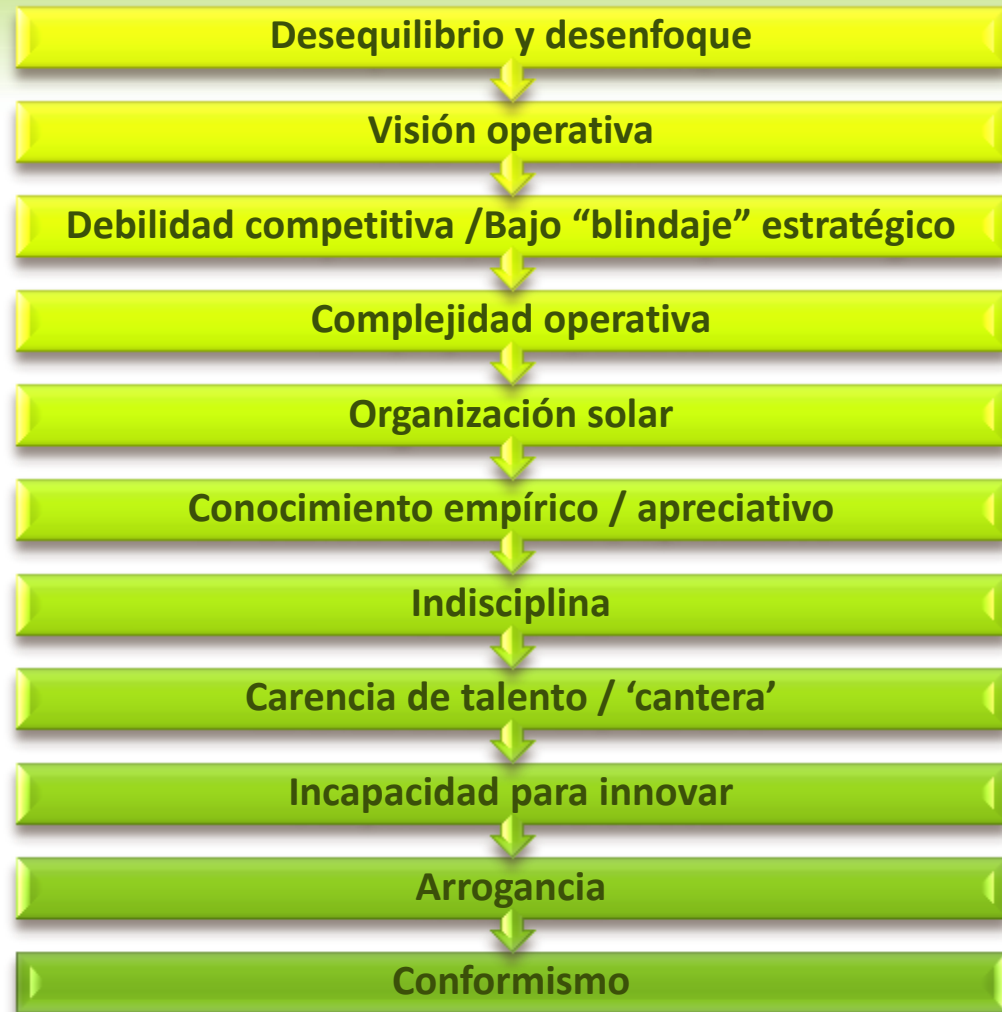 Desequilibrio y desenfoque
Visión operativa
Debilidad competitiva /Bajo “blindaje” estratégico
Complejidad operativa
Organización solar
Conocimiento empírico / apreciativo
Indisciplina
Carencia de talento / ‘cantera’
Incapacidad para innovar
Arrogancia
Conformismo